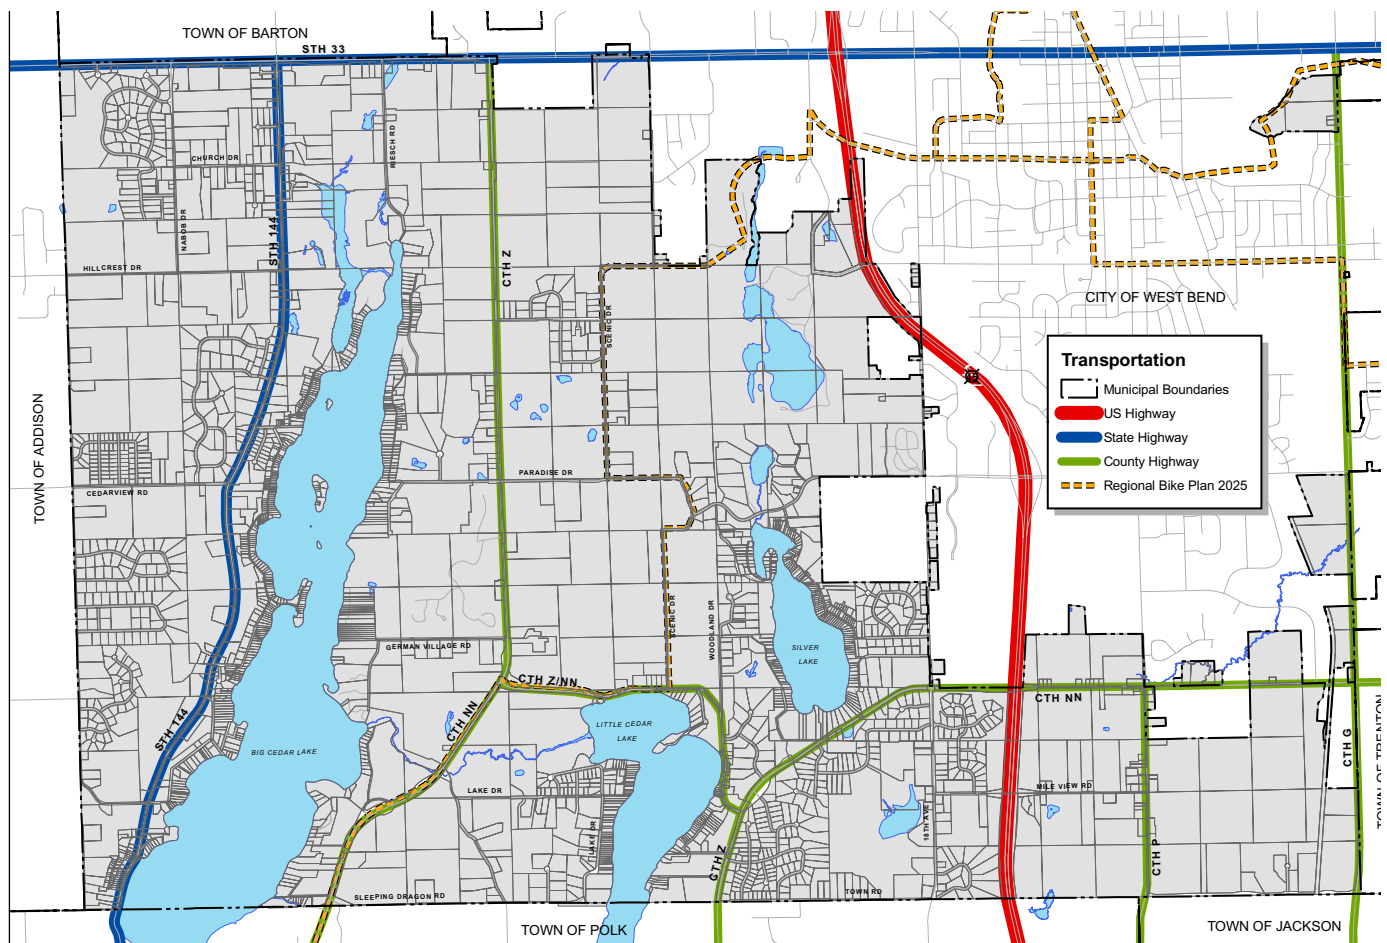 TOWN OF BARTON
STH 33
CHURCH DR
RIESCH RD
NABOB DR
STH 144
HILLCREST DR
CTH Z
SCENIC DR
CITY OF WEST BEND
Transportation
Municipal Boundaries
US Highway
State Highway
County Highway
Regional Bike Plan 2025
TOWN OF ADDISON
CEDARVIEW RD
PARADISE DR
SCENIC DR
WOODLAND DR
GERMAN VILLAGE RD
SILVER
LAKE
CTH Z/NN
CTH NN
CTH NN
STH 144
BIG CEDAR LAKE
LITTLE CEDAR
LAKE
CTH G
TOWN OF TRENTON
LAKE DR
MILE VIEW RD
18TH AVE
LAKE DR
CTH P
CTH Z
SLEEPING DRAGON RD
TOWN RD
TOWN OF POLK
TOWN OF JACKSON